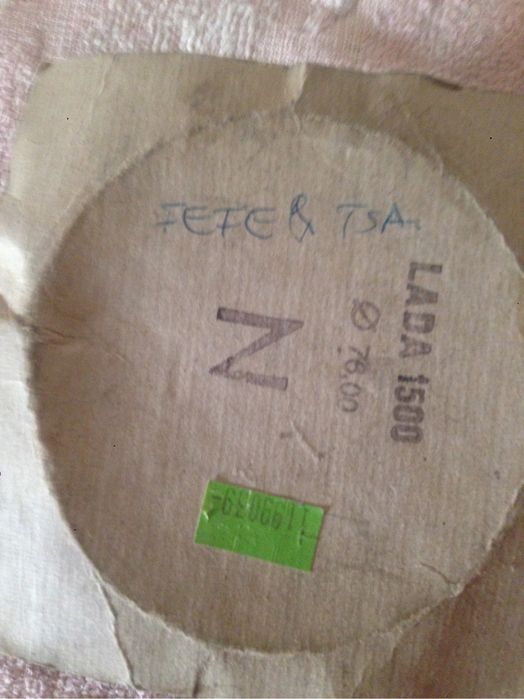 FEFE & TSA.
LADA 1500
Ø 76.00
N